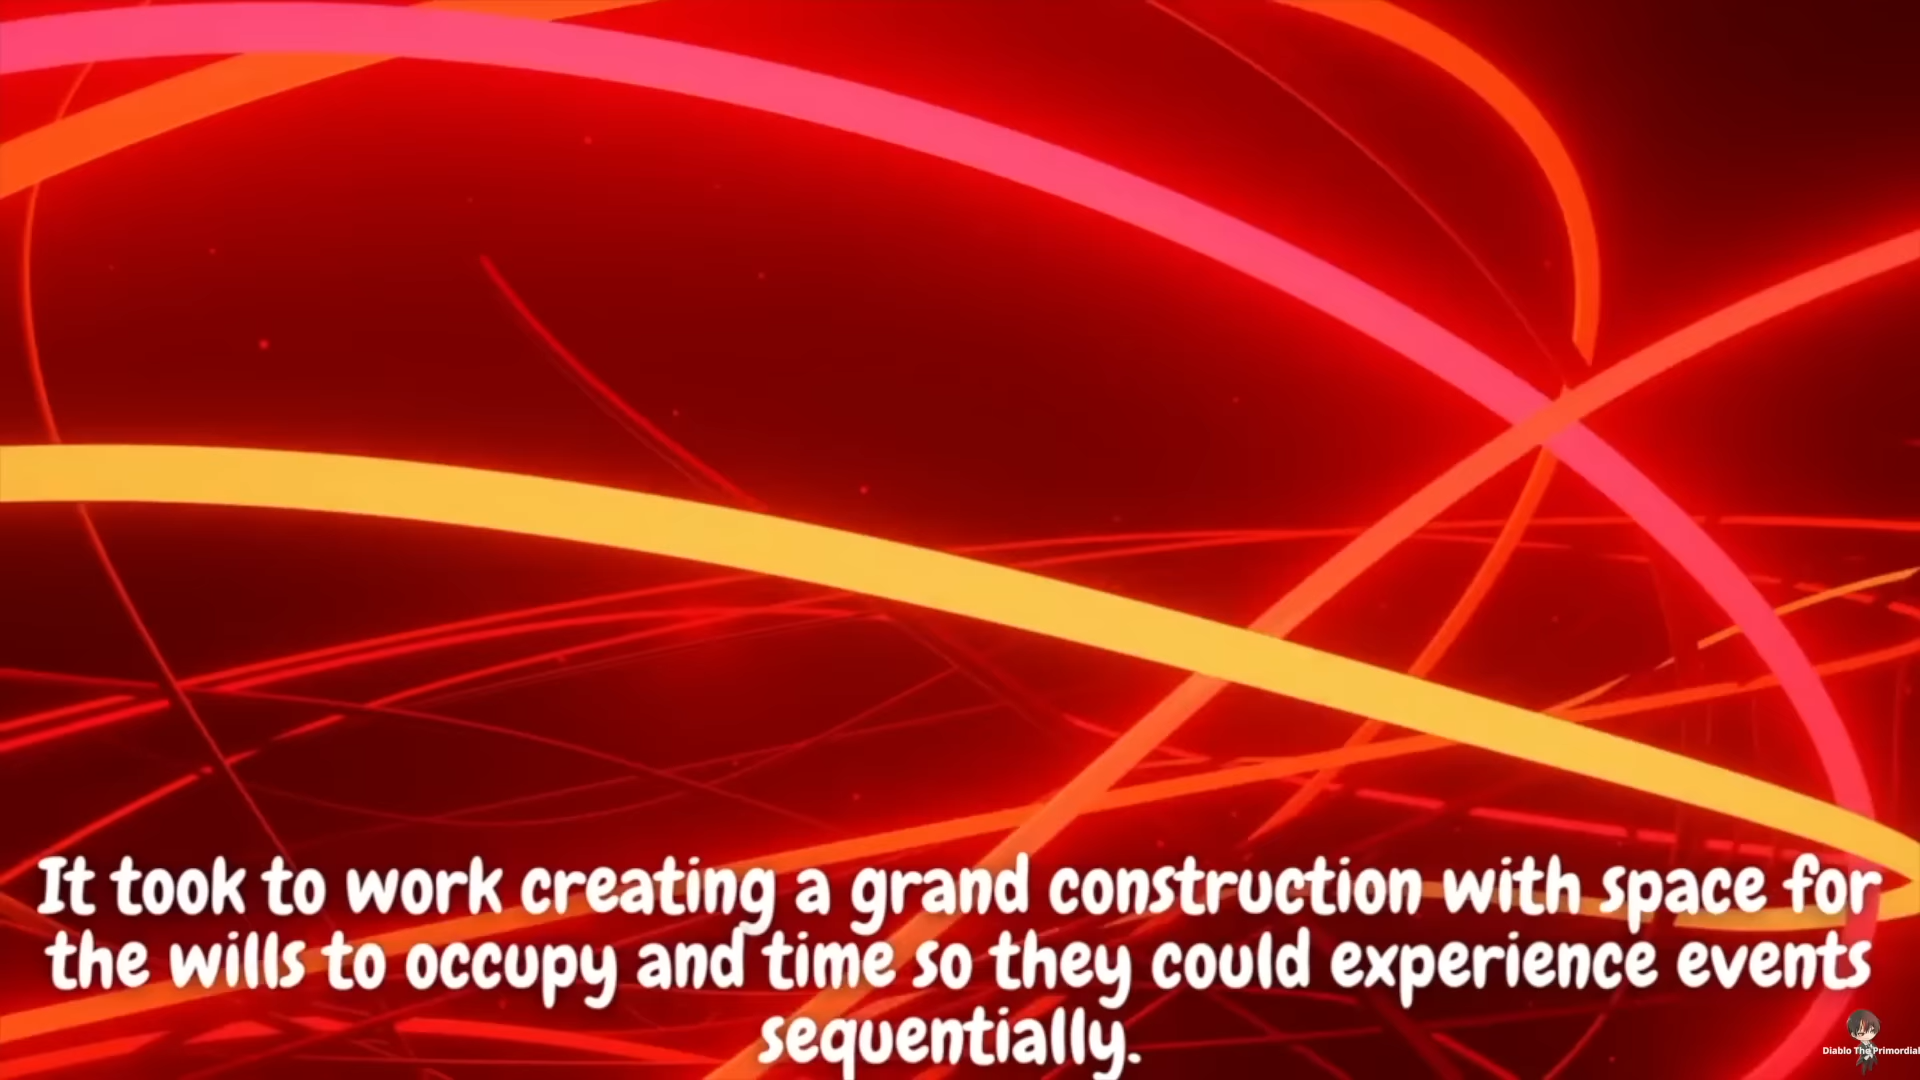 It took to work creating a grand construction with space for
the wills to occupy and time so they could experience events
sequentially.
Diablo The Primordial